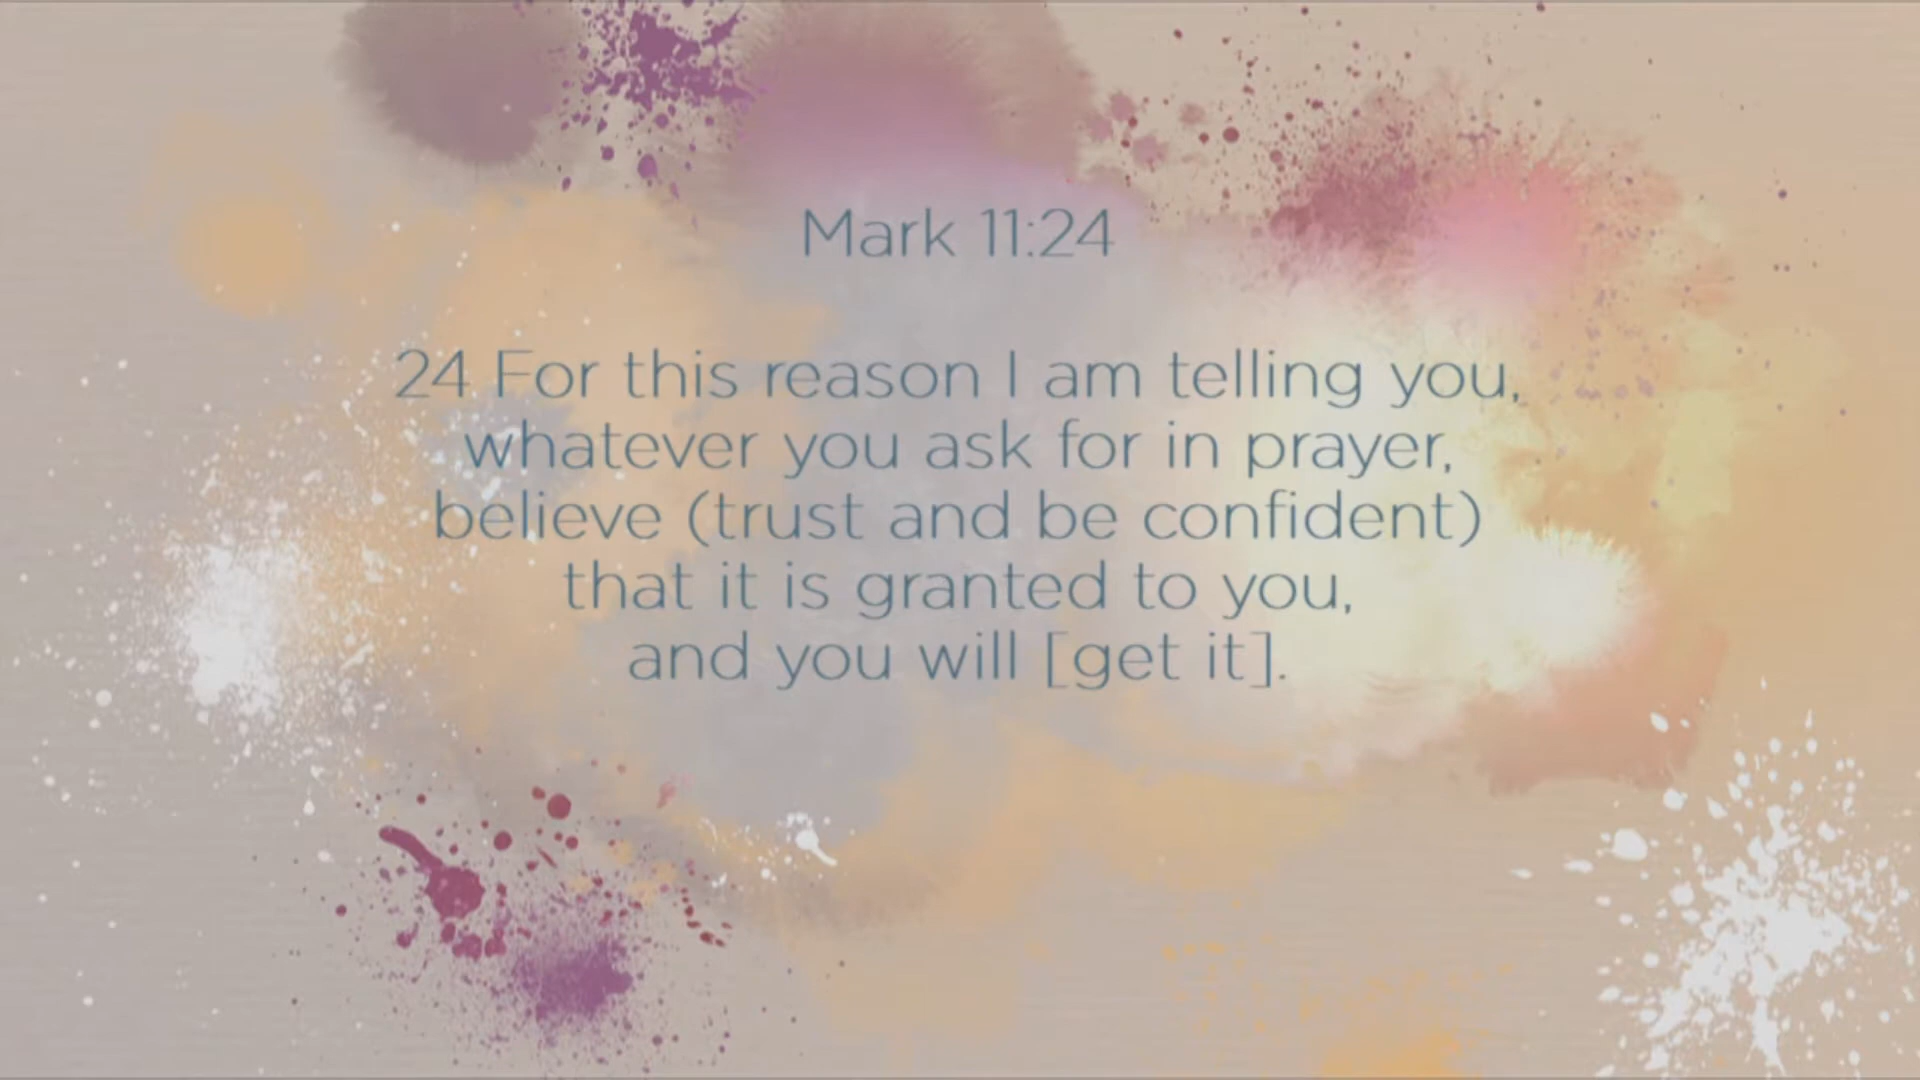 Mark 11:24
24 For this reason I am telling you,
whatever you ask for in prayer,
believe (trust and be confident)
that it is granted to you,
and you will [get it].